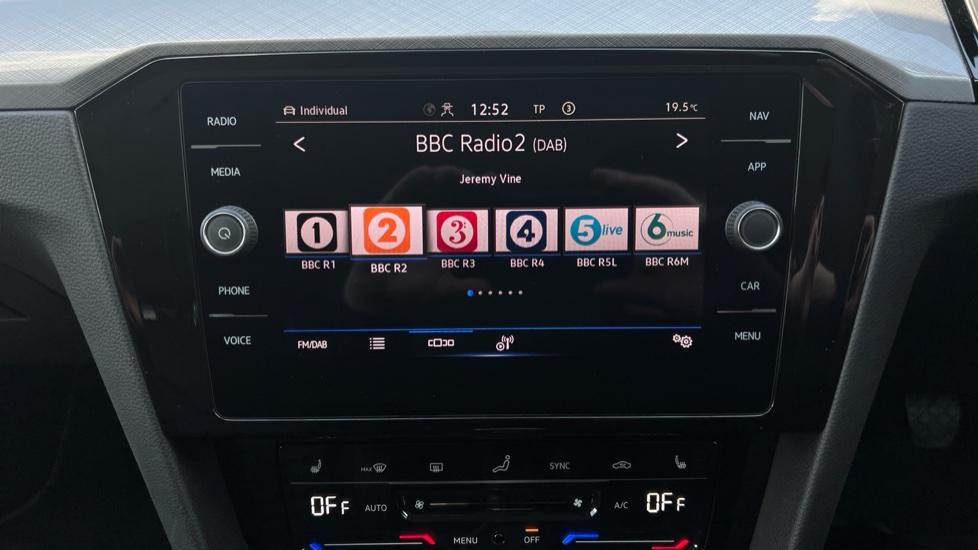 RADIO
MEDIA
PHONE
VOICE
Individual 12:52 TP 3 19.5°C
< BBC Radio2 (DAB) >
Jeremy Vine
1 2 3 4 5 live 6 music
BBC R1 BBC R2 BBC R3 BBC R4 BBC R5L BBC R6M
FM/DAB
NAV
APP
CAR
MENU
MAX SYNC
OFF AUTO A/C OFF
MENU OFF